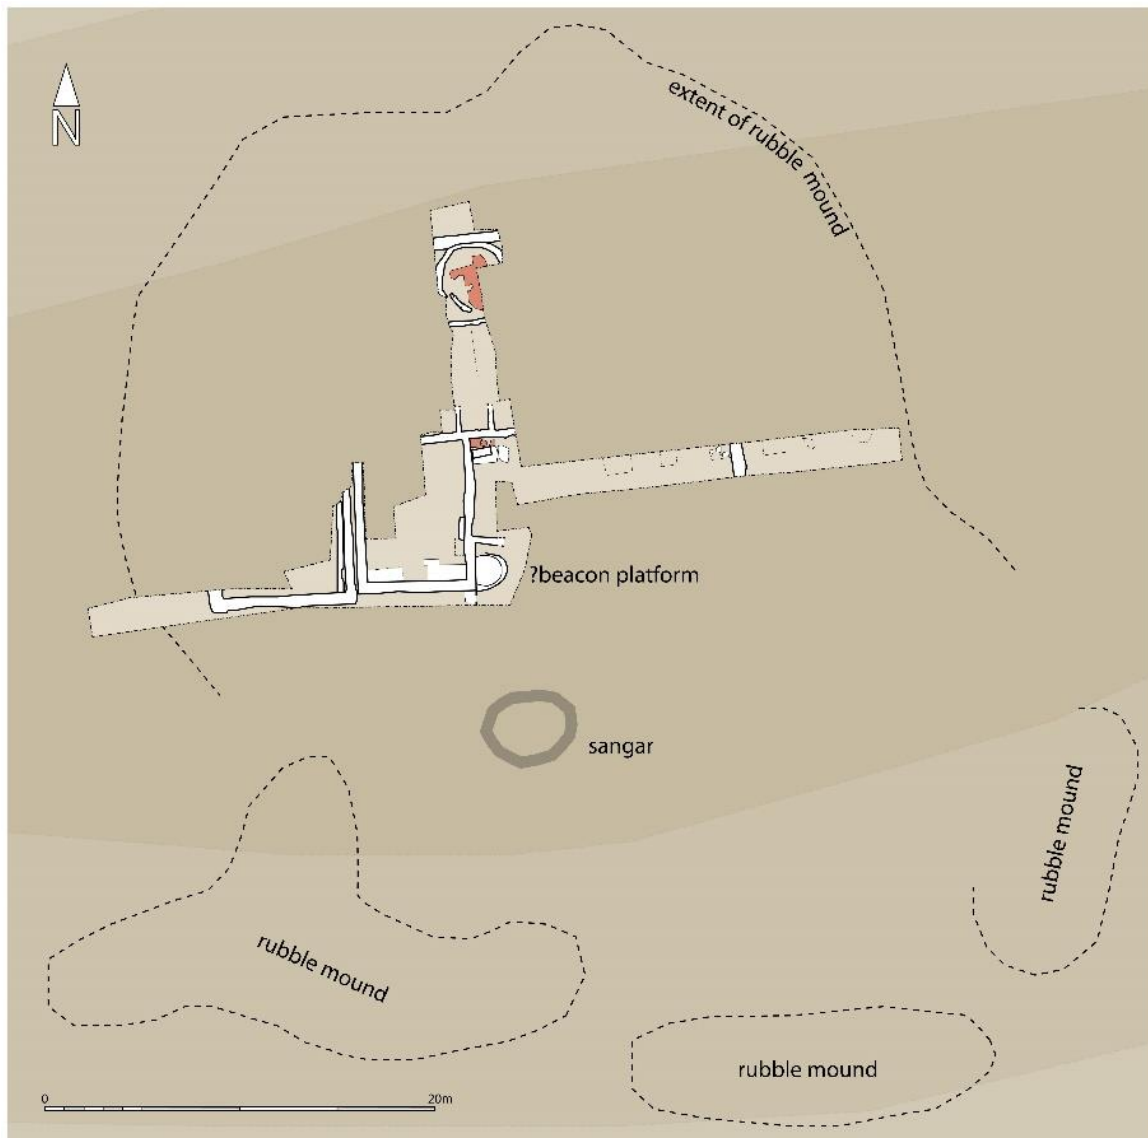 N
extent of rubble mound
?beacon platform
sangar
rubble mound
rubble mound
rubble mound
0 20m